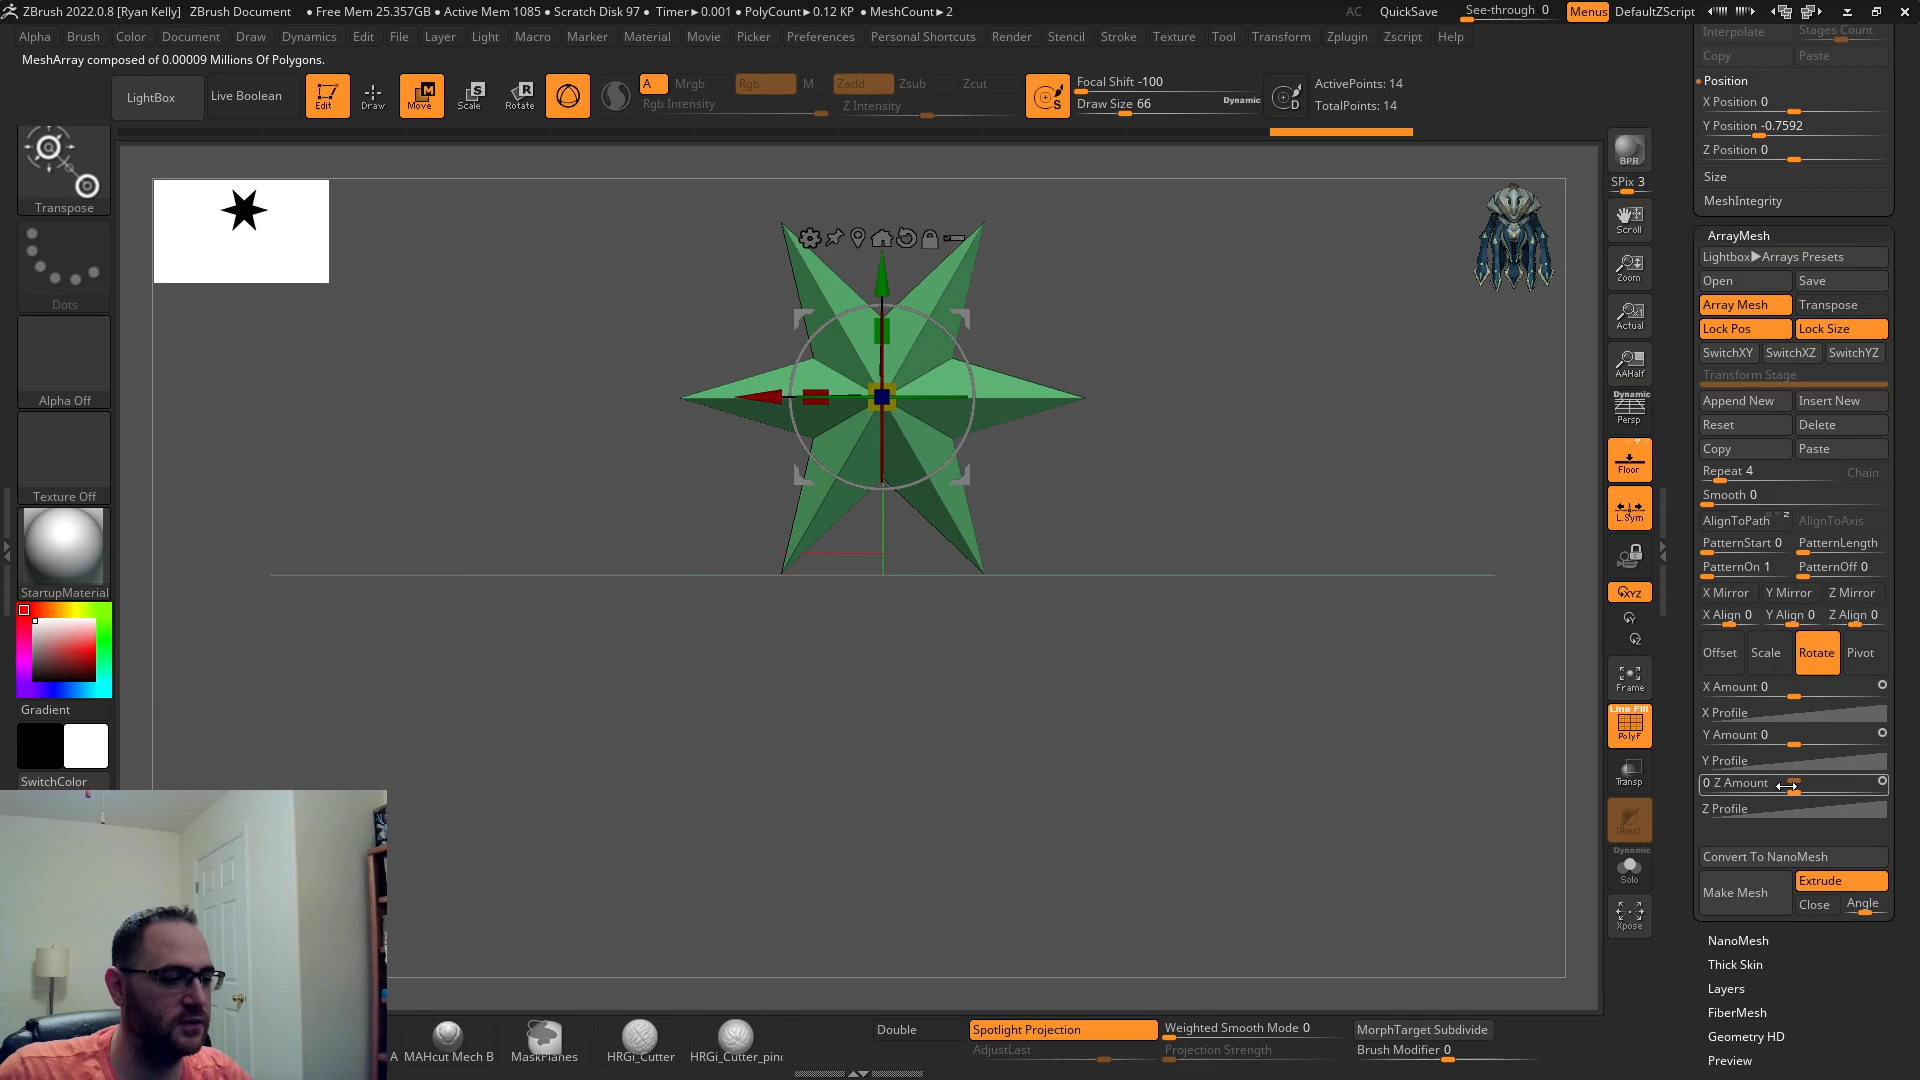 ZBrush 2022.0.8 [Ryan Kelly] ZBrush Document • Free Mem 25.357GB • Active Mem 1085 • Scratch Disk 97 • Timer▸0.001 • PolyCount▸0.12 KP • MeshCount▸2 AC QuickSave See-through 0 Menus DefaultZScript
Alpha Brush Color Document Draw Dynamics Edit File Layer Light Macro Marker Material Movie Picker Preferences Personal Shortcuts Render Stencil Stroke Texture Tool Transform Zplugin Zscript Help
MeshArray composed of 0.00009 Millions Of Polygons.
LightBox
Live Boolean
Edit
Draw
Move
Scale
Rotate
A Mrgb Rgb M Zadd Zsub Zcut
Rgb Intensity Z Intensity
Focal Shift -100
Draw Size 66 Dynamic
S
D
ActivePoints: 14
TotalPoints: 14
Transpose
Dots
Alpha Off
Texture Off
StartupMaterial
Gradient
SwitchColor
BPR
SPix 3
Scroll
Zoom
Actual
AAHalf
Dynamic
Persp
Floor
L.Sym
XYZ
Y
Z
Frame
Line Fill
PolyF
Transp
Ghost
Dynamic
Solo
Xpose
Interpolate Stages Count
Copy Paste
Position
X Position 0
Y Position -0.7592
Z Position 0
Size
MeshIntegrity
ArrayMesh
Lightbox▶Arrays Presets
Open Save
Array Mesh Transpose
Lock Pos Lock Size
SwitchXY SwitchXZ SwitchYZ
Transform Stage
Append New Insert New
Reset Delete
Copy Paste
Repeat 4 Chain
Smooth 0
AlignToPath AlignToAxis
PatternStart 0 PatternLength
PatternOn 1 PatternOff 0
X Mirror Y Mirror Z Mirror
X Align 0 Y Align 0 Z Align 0
Offset Scale Rotate Pivot
X Amount 0
X Profile
Y Amount 0
Y Profile
0 Z Amount
Z Profile
Convert To NanoMesh
Make Mesh
Extrude
Close Angle
NanoMesh
Thick Skin
Layers
FiberMesh
Geometry HD
Preview
A MAHcut Mech B
MaskPlanes
HRGi_Cutter
HRGi_Cutter_pinc
Double
Spotlight Projection
AdjustLast
Weighted Smooth Mode 0
Projection Strength
MorphTarget Subdivide
Brush Modifier 0